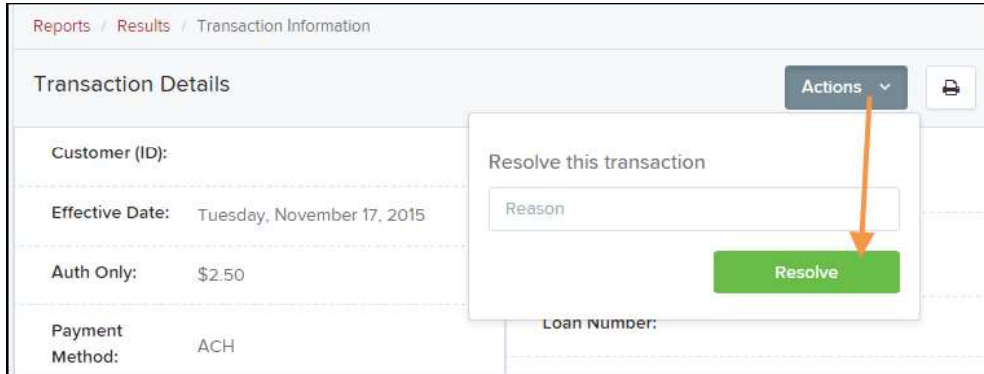 Reports / Results / Transaction Information
Transaction Details
Actions
Customer (ID):
Resolve this transaction
Effective Date: Tuesday, November 17, 2015
Reason
Auth Only: $2.50
Resolve
Loan Number:
Payment
Method: ACH